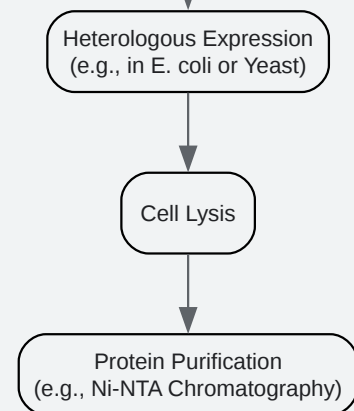 Heterologous Expression
(e.g., in E. coli or Yeast)
Cell Lysis
Protein Purification
(e.g., Ni-NTA Chromatography)